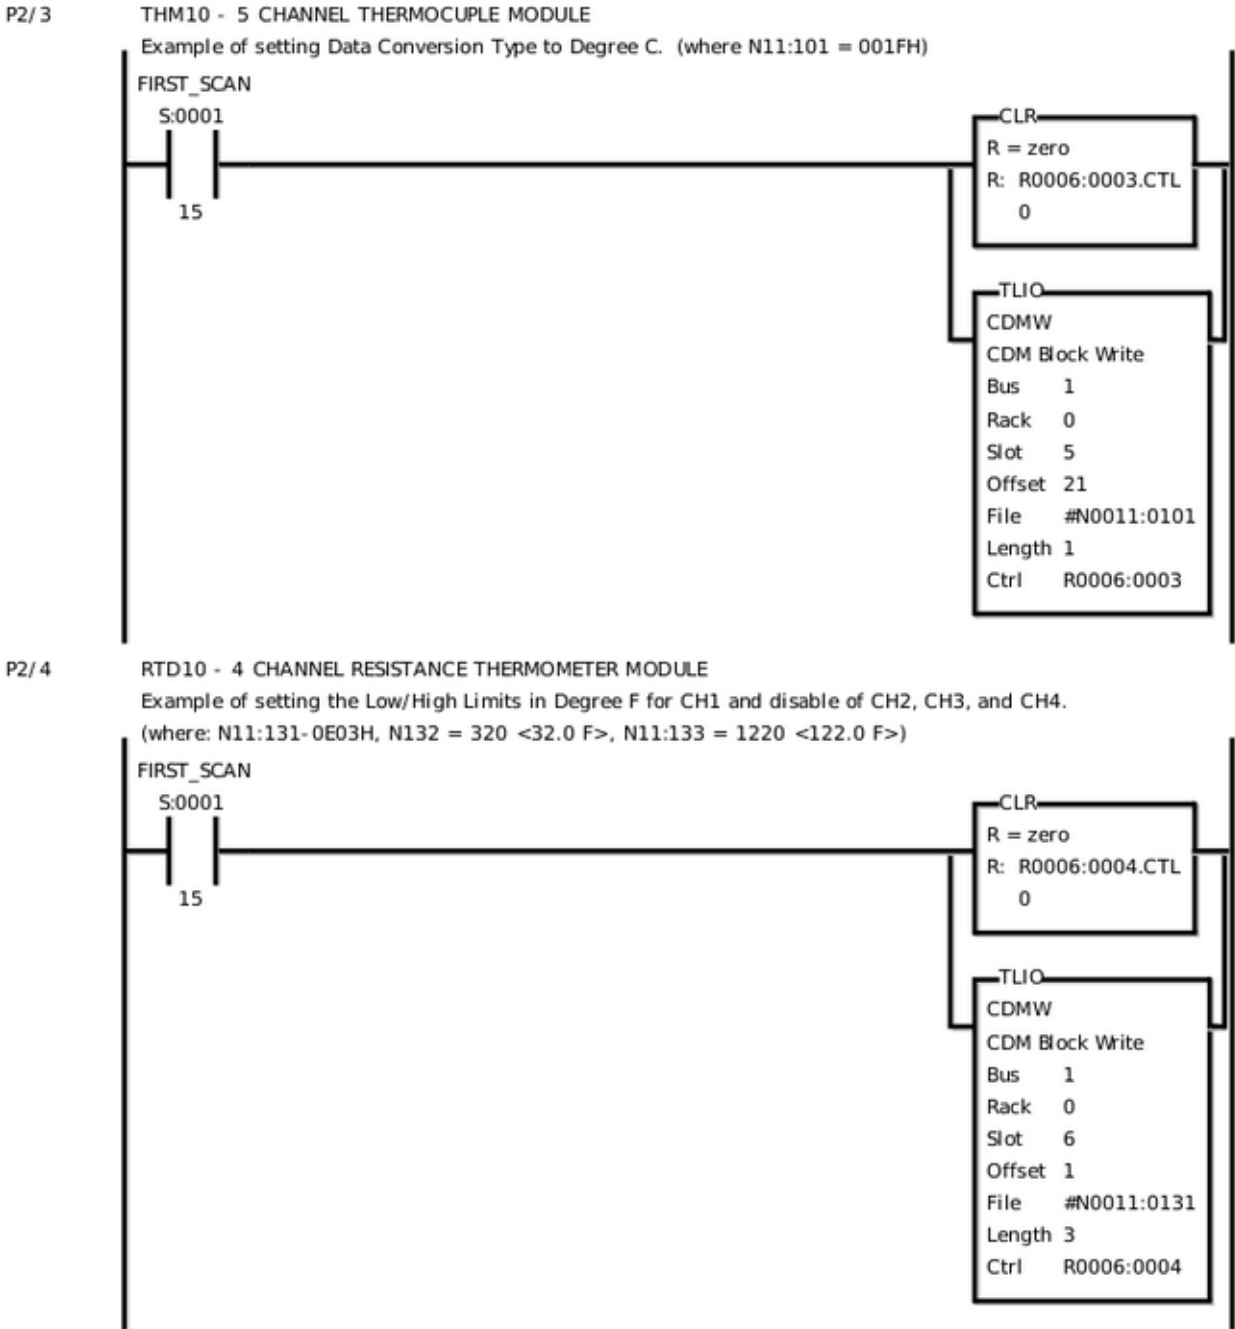 P2/3 THM10 - 5 CHANNEL THERMOCUPLE MODULE
Example of setting Data Conversion Type to Degree C. (where N11:101 = 001FH)
FIRST_SCAN
S:0001
15
CLR
R = zero
R: R0006:0003.CTL
0
TLIO
CDMW
CDM Block Write
Bus 1
Rack 0
Slot 5
Offset 21
File #N0011:0101
Length 1
Ctrl R0006:0003
P2/4 RTD10 - 4 CHANNEL RESISTANCE THERMOMETER MODULE
Example of setting the Low/High Limits in Degree F for CH1 and disable of CH2, CH3, and CH4.
(where: N11:131-0E03H, N132 = 320 <32.0 F>, N11:133 = 1220 <122.0 F>)
FIRST_SCAN
S:0001
15
CLR
R = zero
R: R0006:0004.CTL
0
TLIO
CDMW
CDM Block Write
Bus 1
Rack 0
Slot 6
Offset 1
File #N0011:0131
Length 3
Ctrl R0006:0004